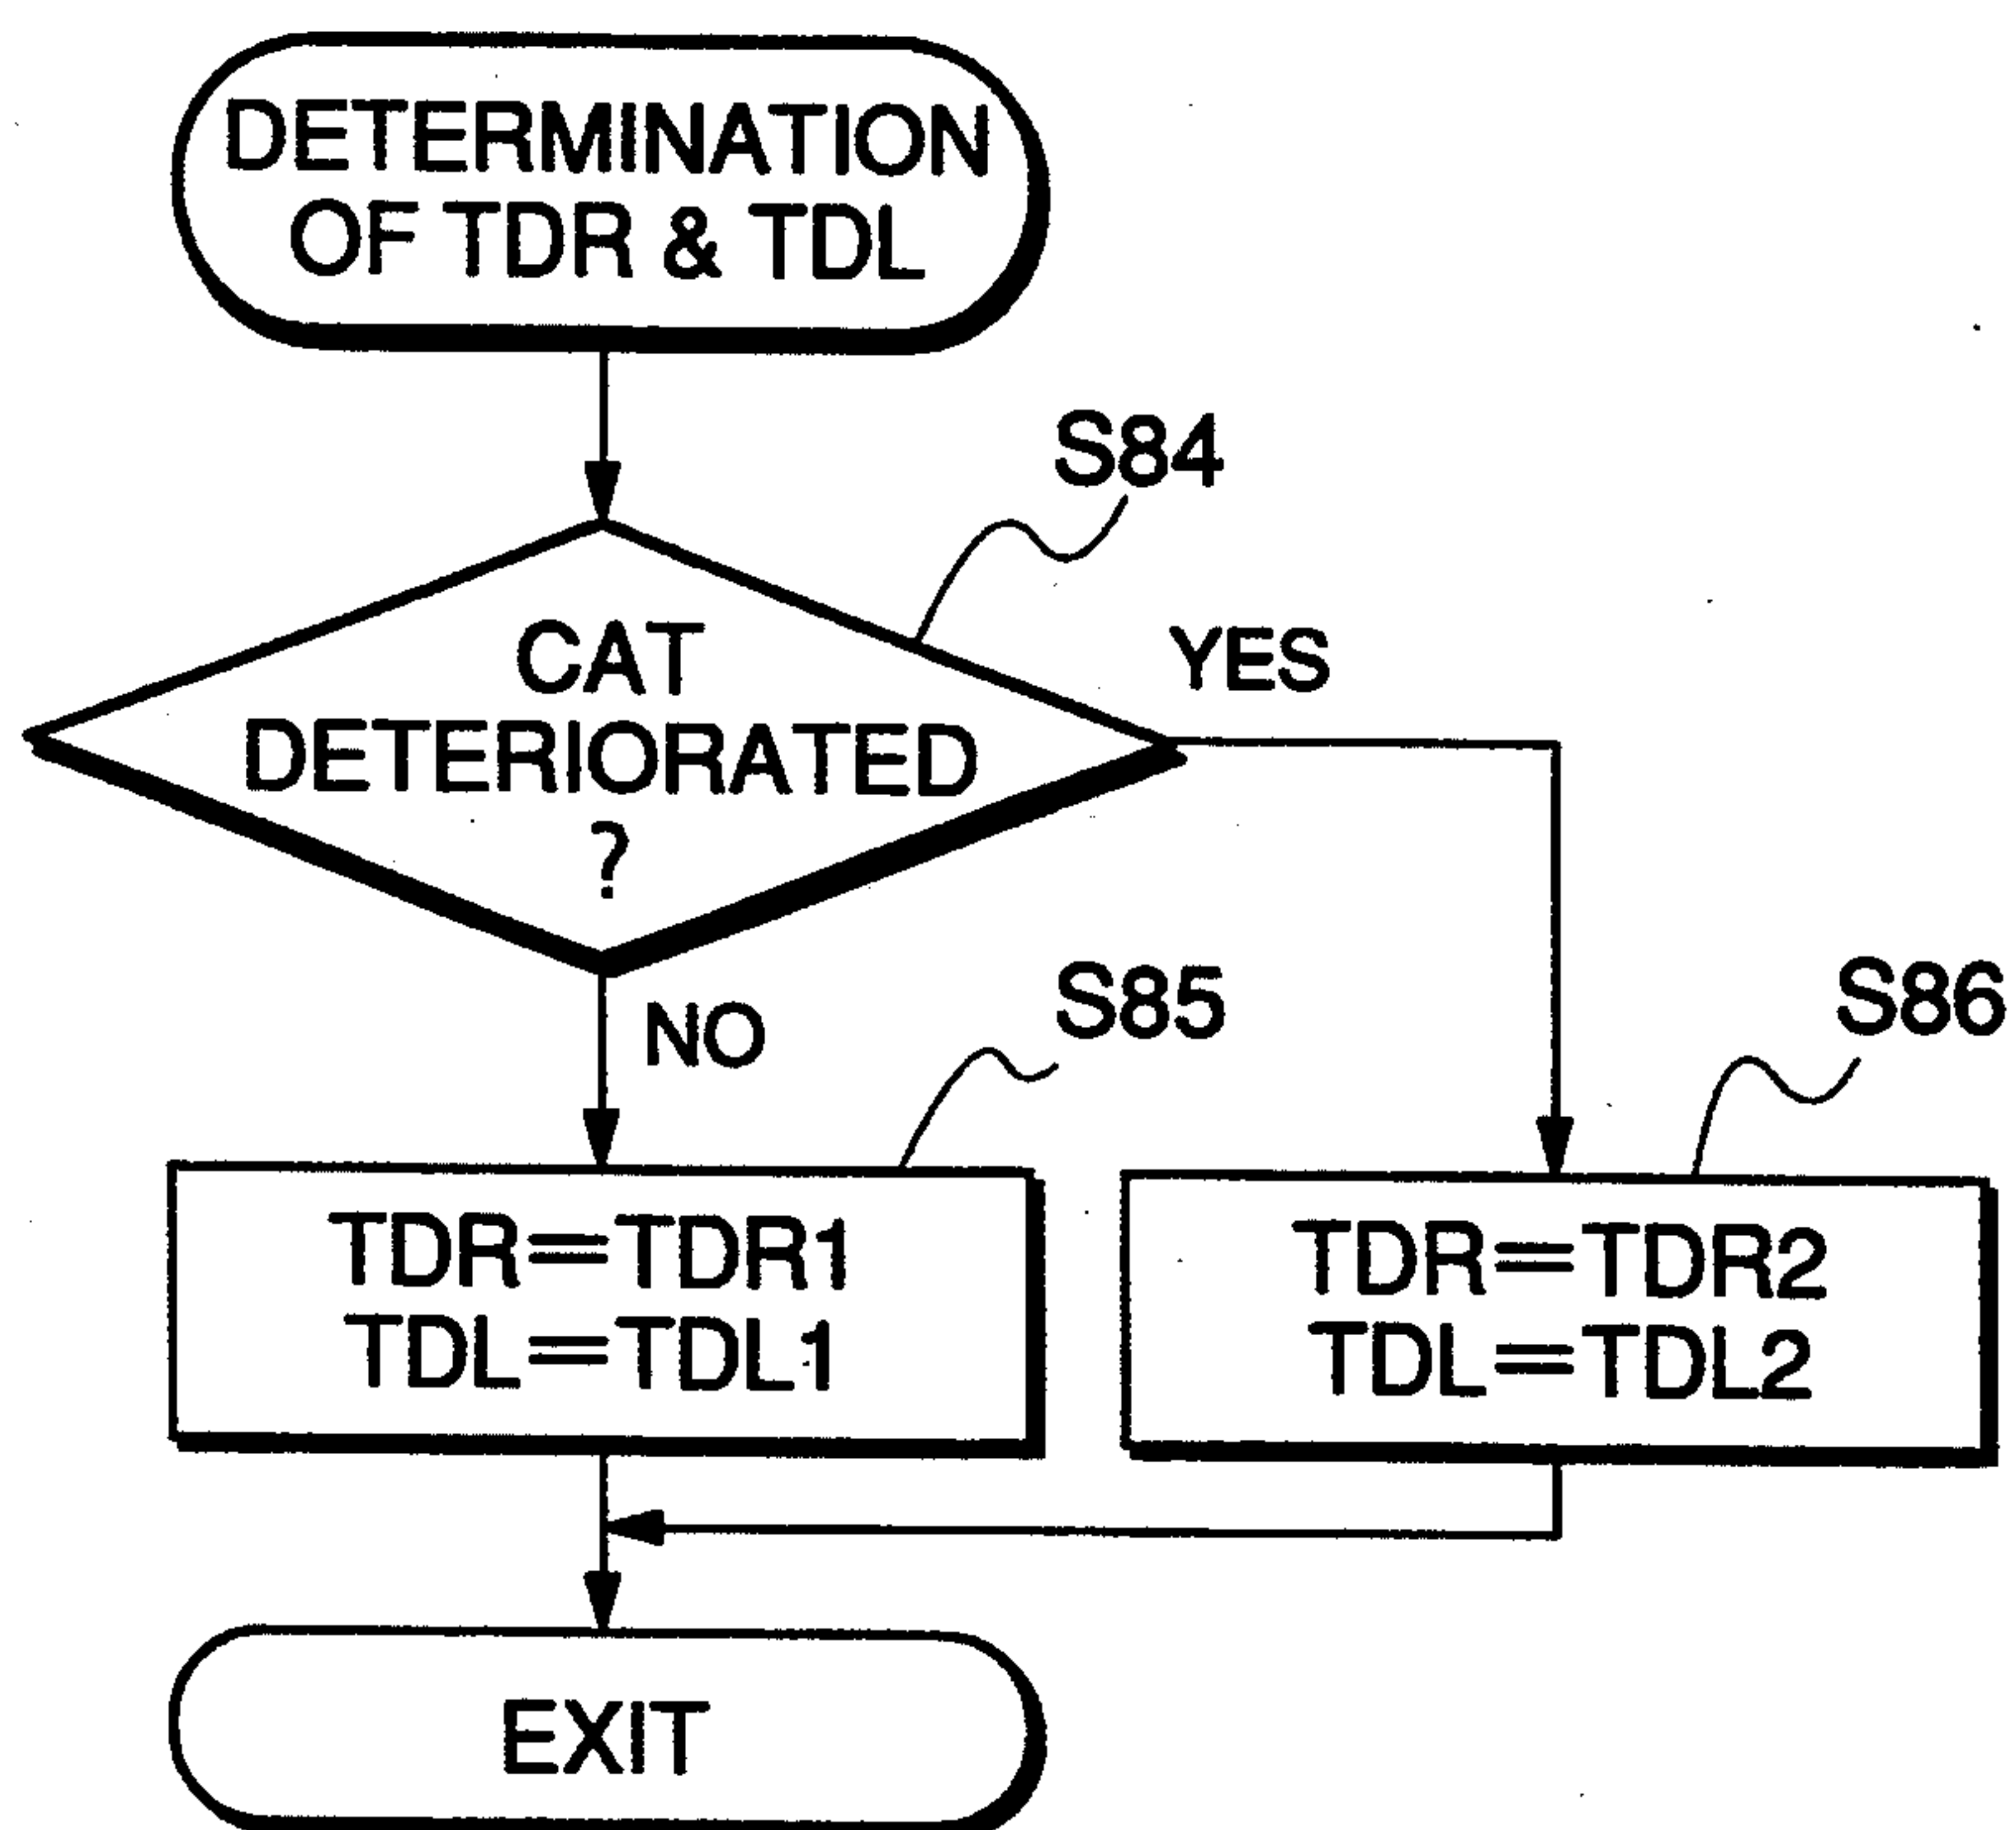 DETERMINATION
OF TDR & TDL
S84
CAT
DETERIORATED
?
YES
NO
S85
S86
TDR=TDR1
TDL=TDL1
TDR=TDR2
TDL=TDL2
EXIT